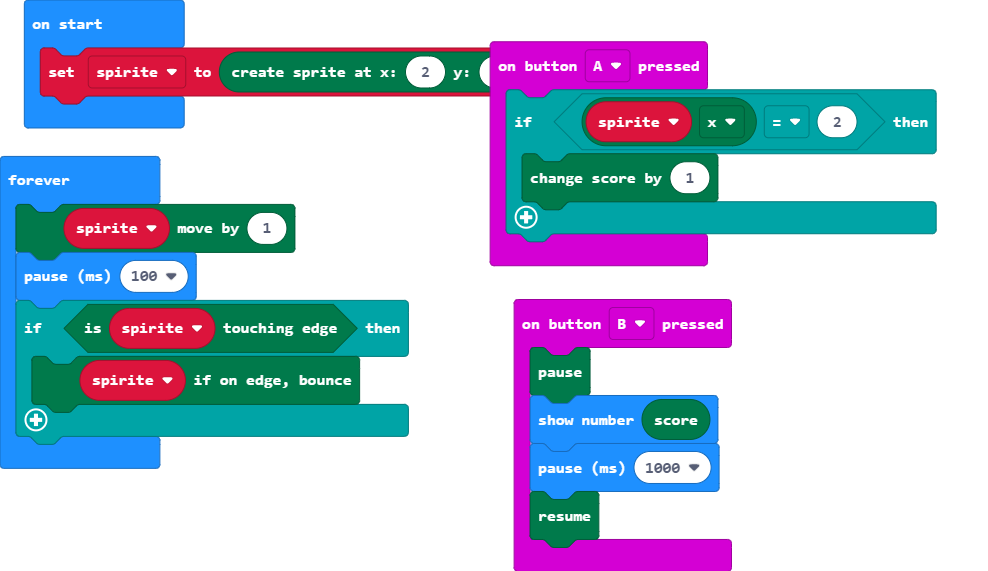 on start
set spirite to create sprite at x: 2 y:
forever
spirite move by 1
pause (ms) 100
if is spirite touching edge then
spirite if on edge, bounce
on button A pressed
if spirite x = 2 then
change score by 1
on button B pressed
pause
show number score
pause (ms) 1000
resume